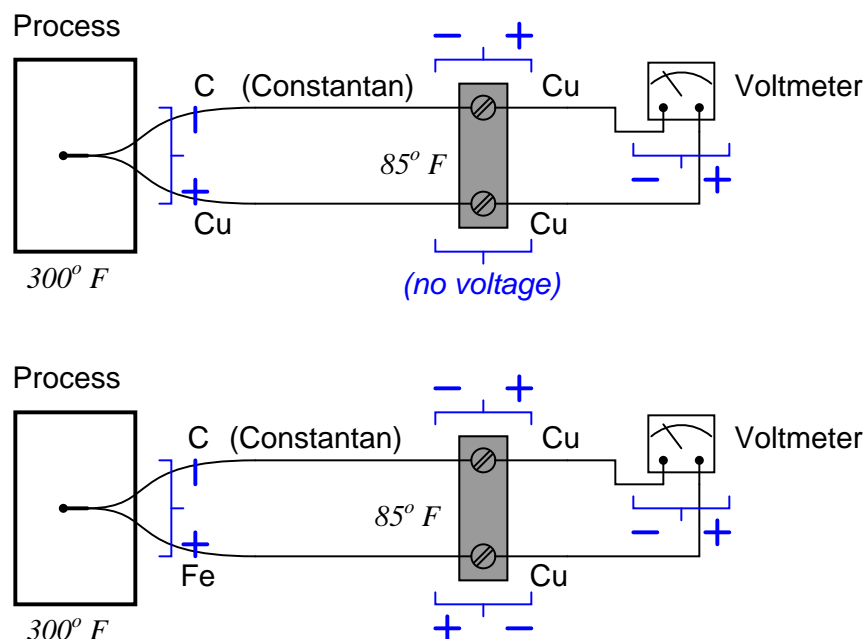 Process
− +
C (Constantan) Cu Voltmeter
85° F
− +
+
Cu Cu
300° F
(no voltage)
Process
− +
C (Constantan) Cu Voltmeter
85° F
− +
+
Fe Cu
300° F
+ −